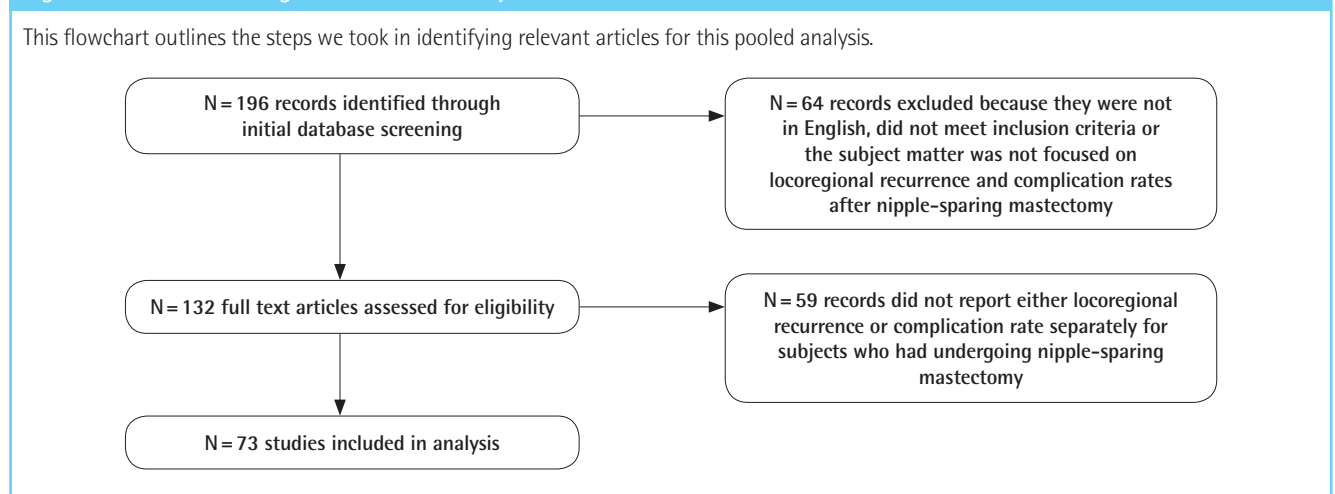 This flowchart outlines the steps we took in identifying relevant articles for this pooled analysis.
N = 196 records identified through
initial database screening
N = 64 records excluded because they were not
in English, did not meet inclusion criteria or
the subject matter was not focused on
locoregional recurrence and complication rates
after nipple-sparing mastectomy
N = 132 full text articles assessed for eligibility
N = 59 records did not report either locoregional
recurrence or complication rate separately for
subjects who had undergoing nipple-sparing
mastectomy
N = 73 studies included in analysis